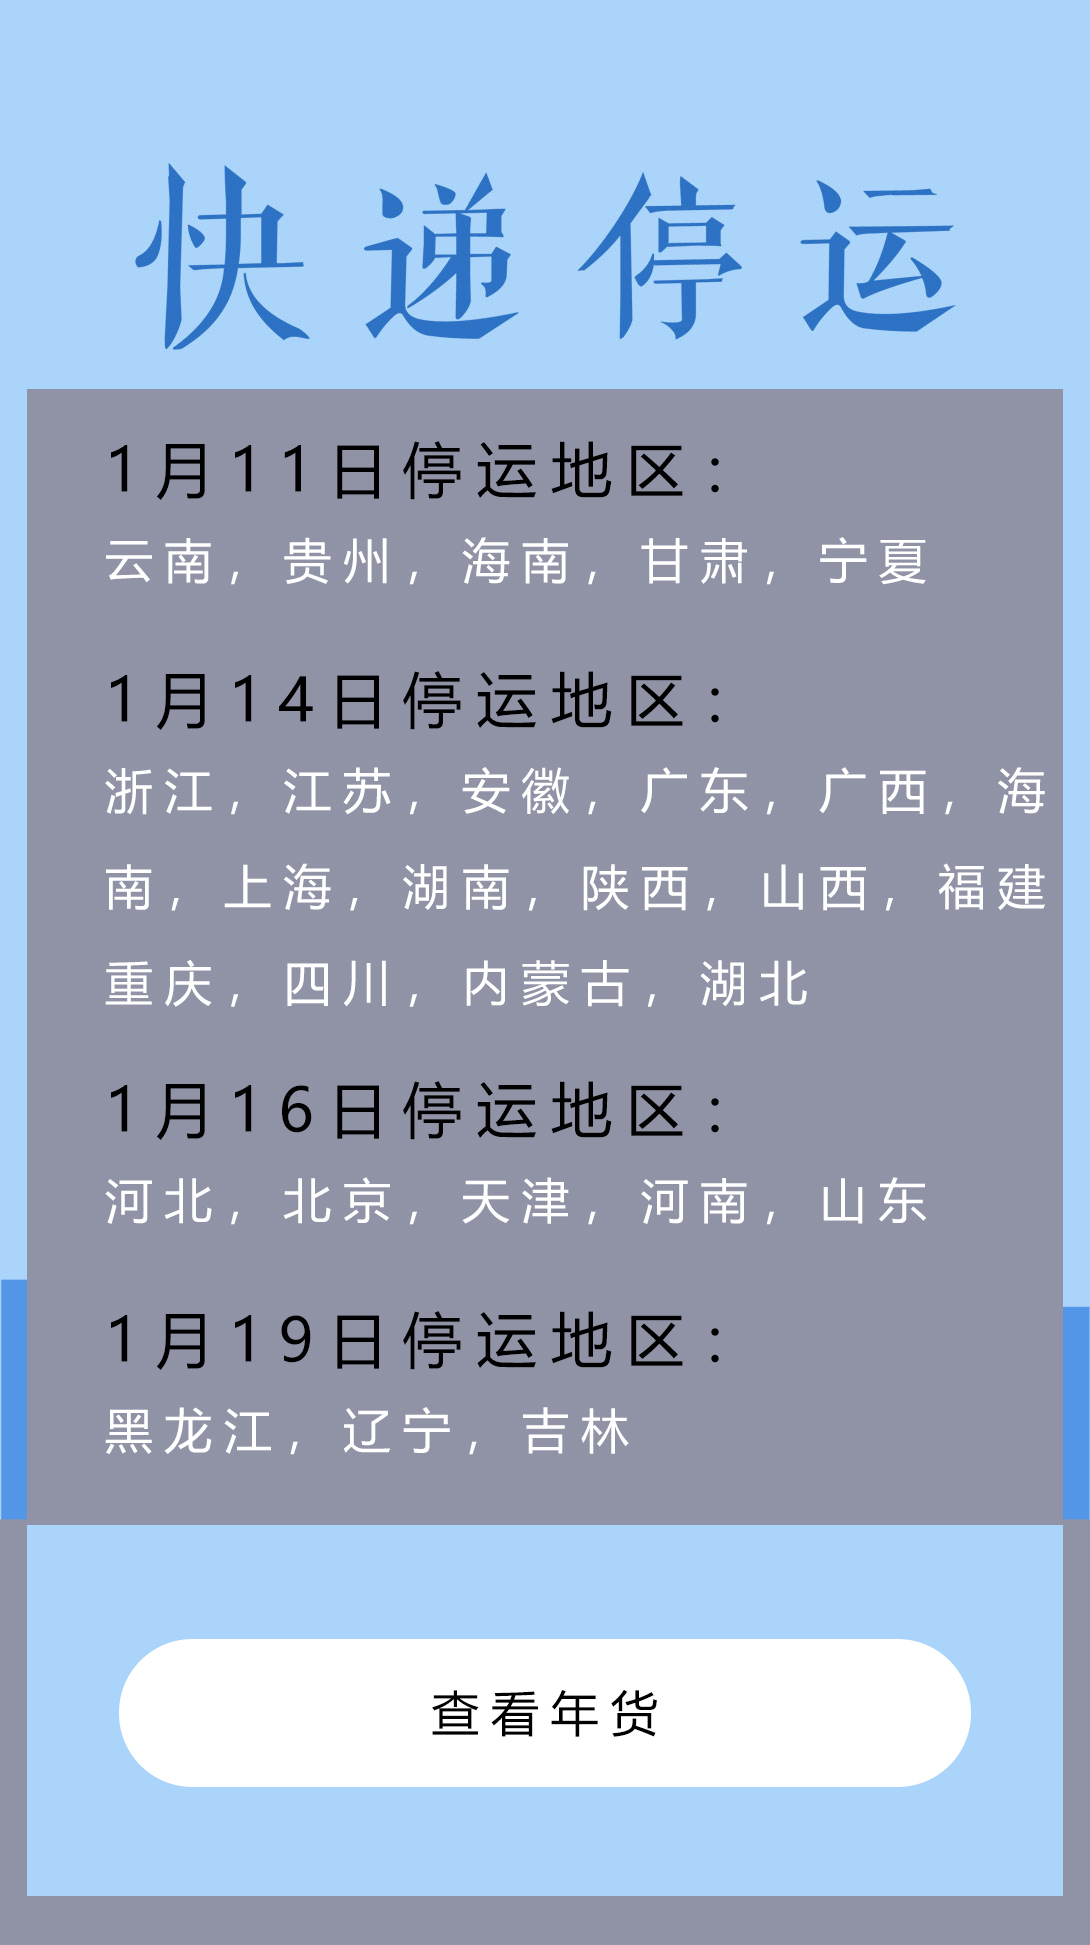 快递停运
1月11日停运地区：
云南，贵州，海南，甘肃，宁夏
1月14日停运地区：
浙江，江苏，安徽，广东，广西，海
南，上海，湖南，陕西，山西，福建
重庆，四川，内蒙古，湖北
1月16日停运地区：
河北，北京，天津，河南，山东
1月19日停运地区：
黑龙江，辽宁，吉林
查看年货